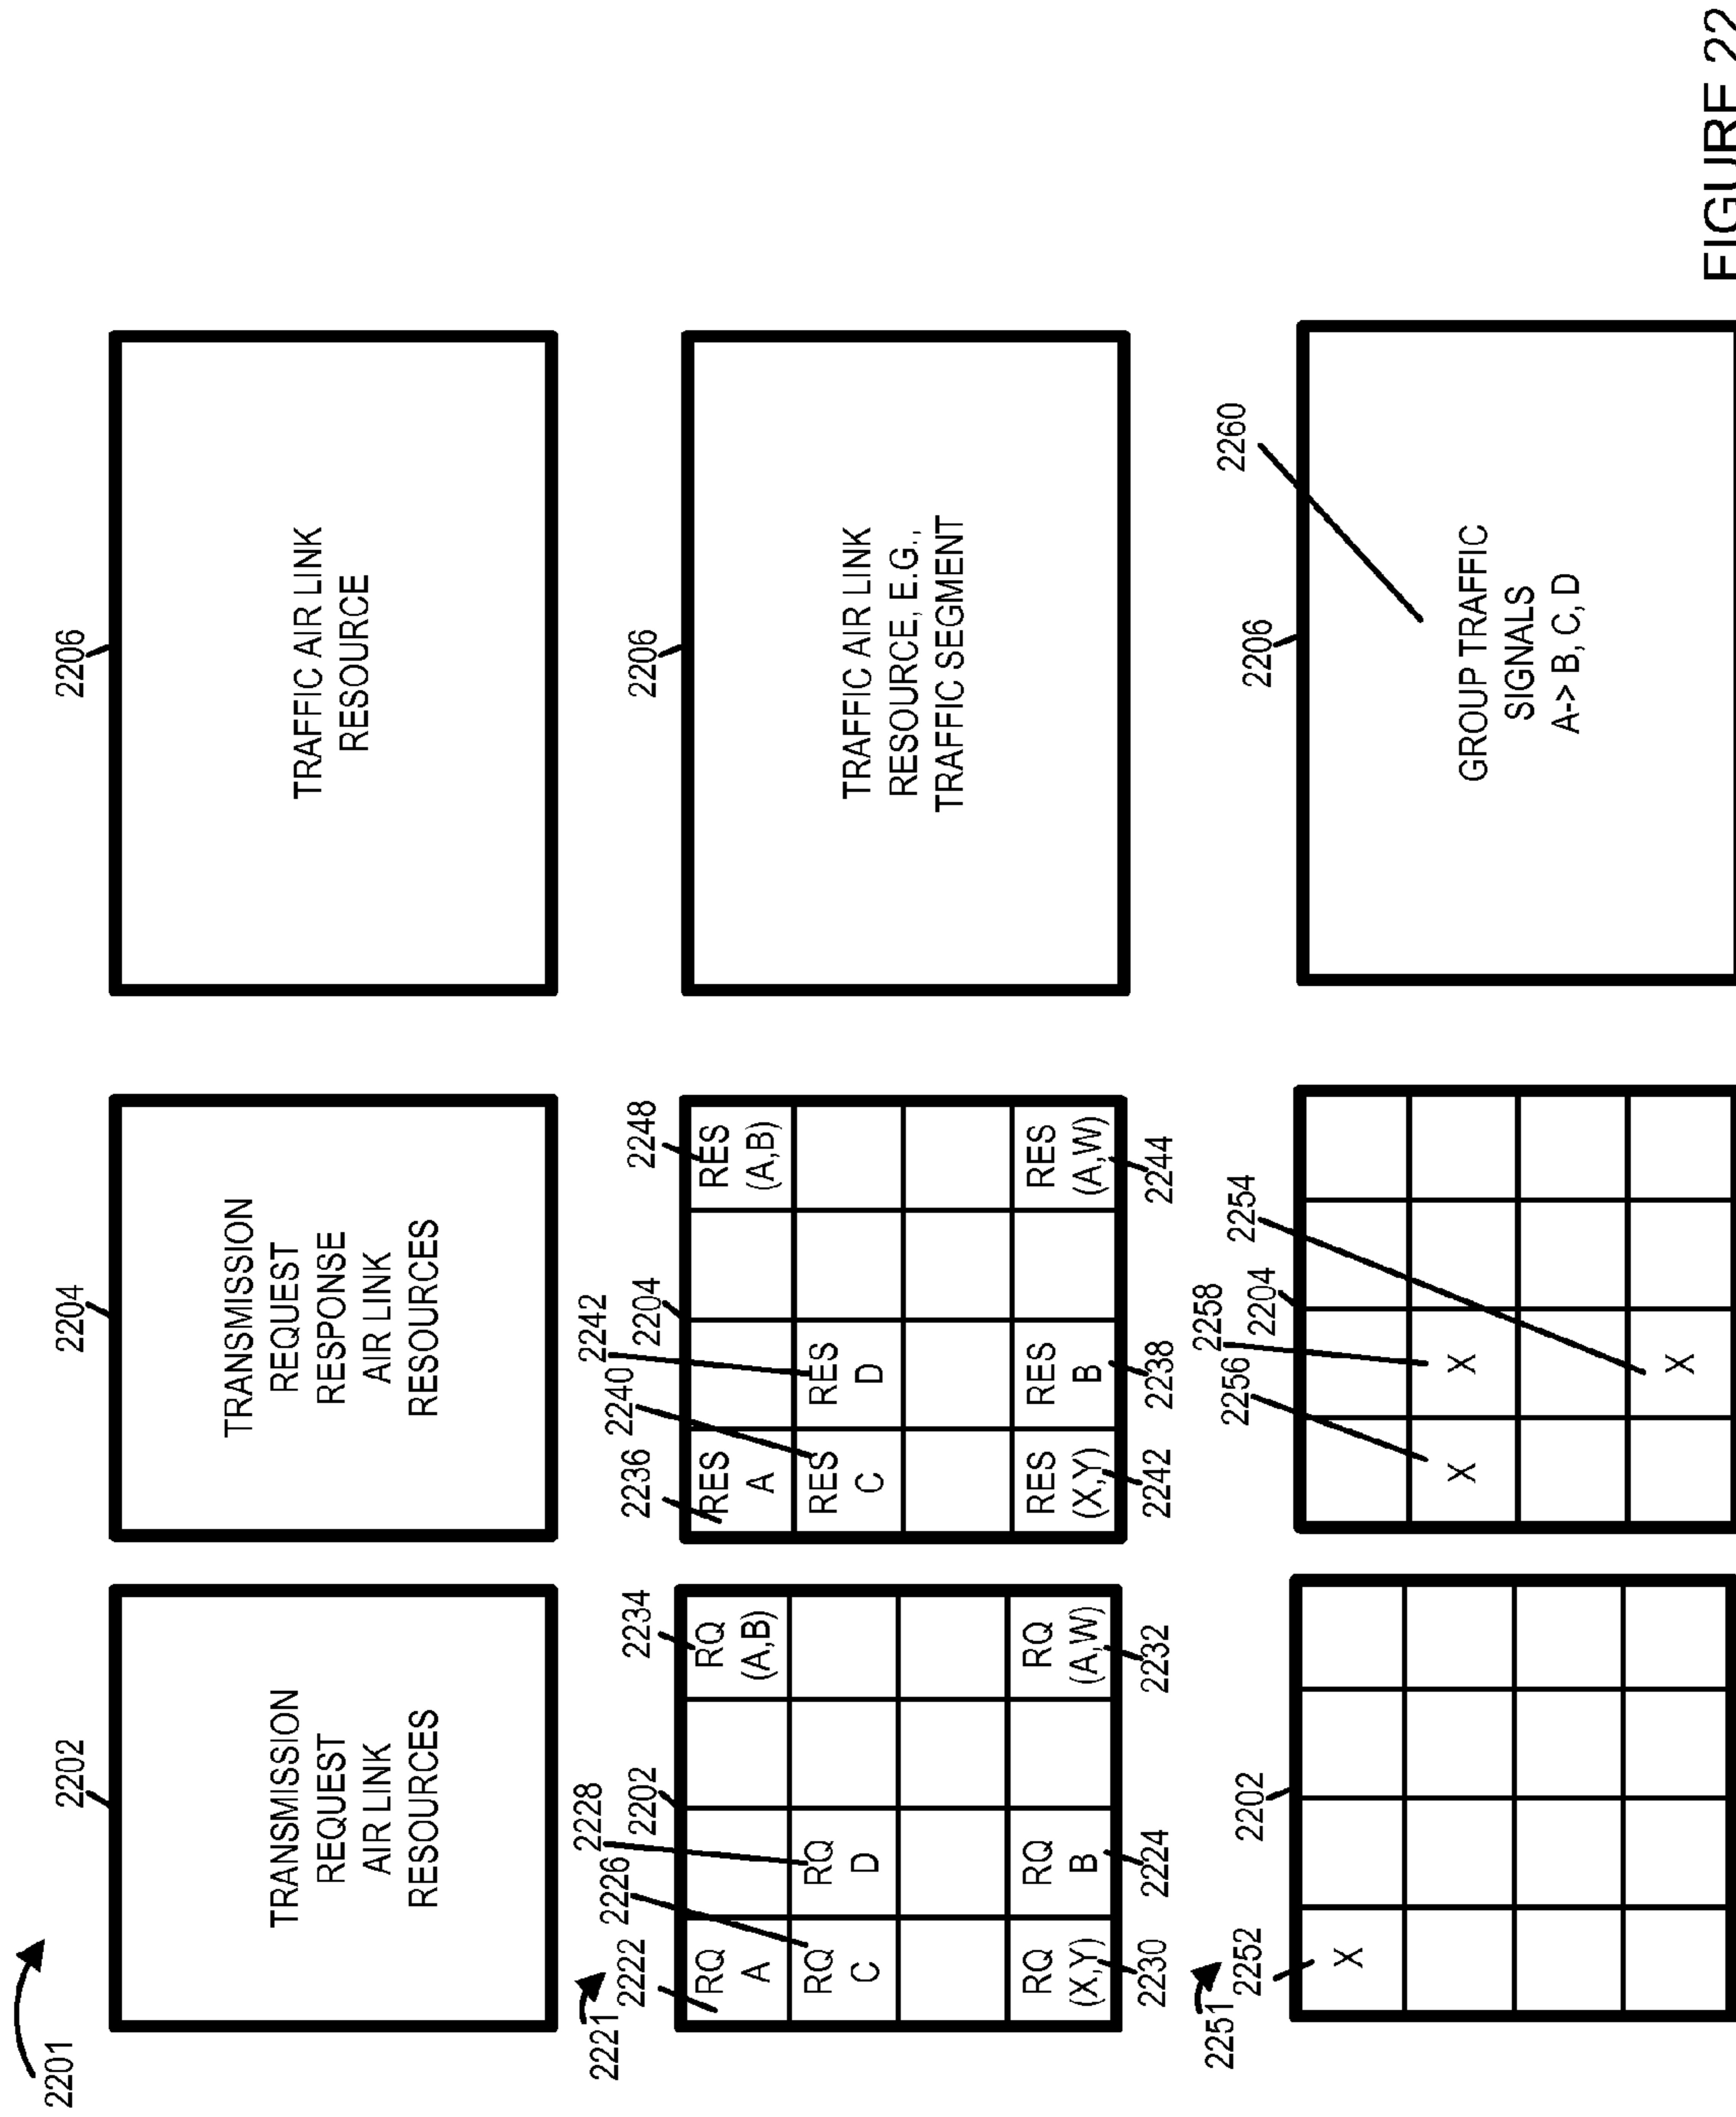 2201
2202
TRANSMISSION
REQUEST
AIR LINK
RESOURCES
2204
TRANSMISSION
REQUEST
RESPONSE
AIR LINK
RESOURCES
2206
TRAFFIC AIR LINK
RESOURCE
2221
2222
2226
2228
2202
2234
RQ
A
RQ
(A,B)
RQ
C
RQ
D
RQ
(X,Y)
RQ
B
RQ
(A,W)
2230
2224
2232
2236
2240
2242
2204
2248
RES
A
RES
(A,B)
RES
C
RES
D
RES
(X,Y)
RES
B
RES
(A,W)
2242
2238
2244
2206
TRAFFIC AIR LINK
RESOURCE, E.G.,
TRAFFIC SEGMENT
2251
2252
2202
X
2256
2258
2204
2254
X
X
X
2206
2260
GROUP TRAFFIC
SIGNALS
A-> B, C, D
FIGURE 22